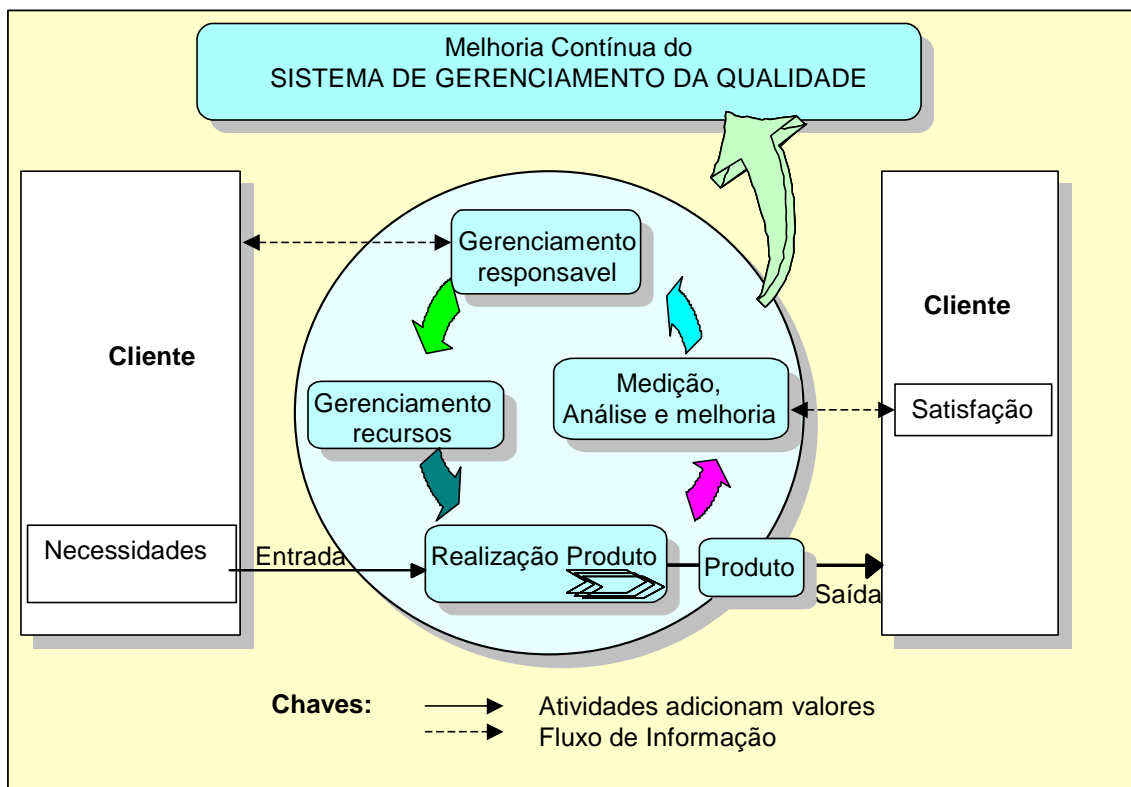 Melhoria Contínua do
SISTEMA DE GERENCIAMENTO DA QUALIDADE
Gerenciamento
responsavel
Cliente
Cliente
Gerenciamento
recursos
Medição,
Análise e melhoria
Satisfação
Necessidades
Entrada
Realização Produto
Produto
Saída
Chaves:
Atividades adicionam valores
Fluxo de Informação